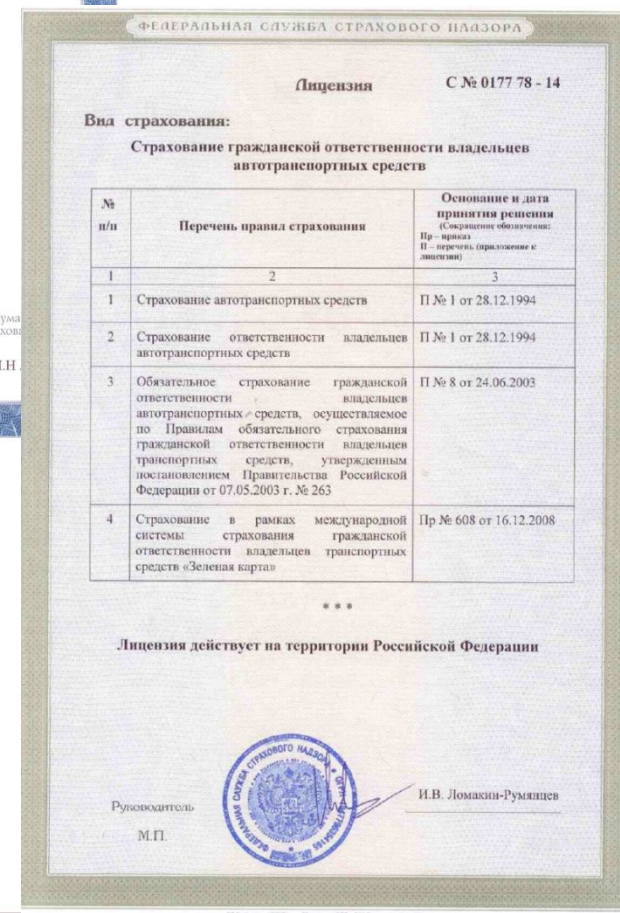 ФЕДЕРАЛЬНАЯ СЛУЖБА СТРАХОВОГО НАДЗОРА
Лицензия
С № 0177 78 - 14
Вид страхования:
Страхование гражданской ответственности владельцев
автотранспортных средств
№
п/п
Перечень правил страхования
Основание и дата
принятия решения
(Сокращение обозначения:
Пр – приказ
П – перечень (приложение к
лицензии)
1
2
3
1
Страхование автотранспортных средств
П № 1 от 28.12.1994
2
Страхование ответственности владельцев
автотранспортных средств
П № 1 от 28.12.1994
3
Обязательное страхование гражданской
ответственности владельцев
автотранспортных средств, осуществляемое
по Правилам обязательного страхования
гражданской ответственности владельцев
транспортных средств, утвержденным
постановлением Правительства Российской
Федерации от 07.05.2003 г. № 263
П № 8 от 24.06.2003
4
Страхование в рамках международной
системы страхования гражданской
ответственности владельцев транспортных
средств «Зеленая карта»
Пр № 608 от 16.12.2008
* * *
Лицензия действует на территории Российской Федерации
ФЕДЕРАЛЬНАЯ СЛУЖБА СТРАХОВОГО НАДЗОРА
Руководитель
И.В. Ломакин-Румянцев
М.П.